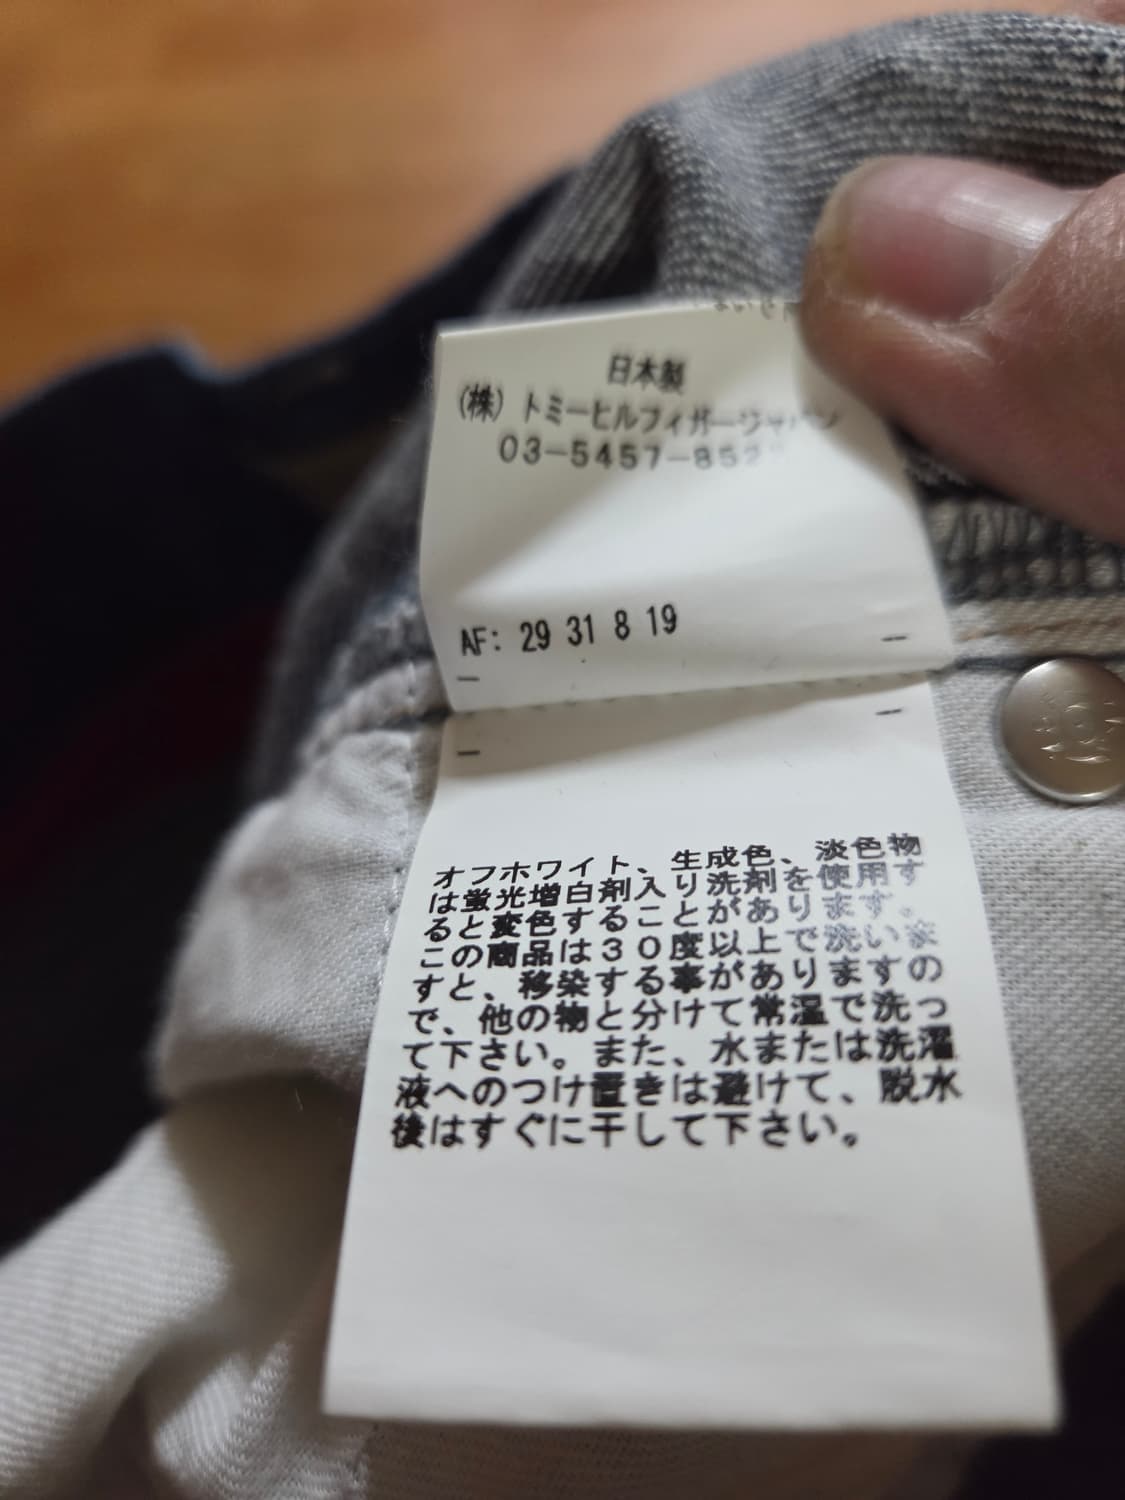 日本製
(株) トミーヒルフィガージャパン
03-5457-852
AF: 29 31 8 19
オフホワイト、生成色、淡色物
は蛍光増白剤入り洗剤を使用す
ると変色することがあります。
この商品は30度以上で洗いま
すと、移染する事がありますの
で、他の物と分けて常温で洗っ
て下さい。また、水または洗濯
液へのつけ置きは避けて、脱水
後はすぐに干して下さい。